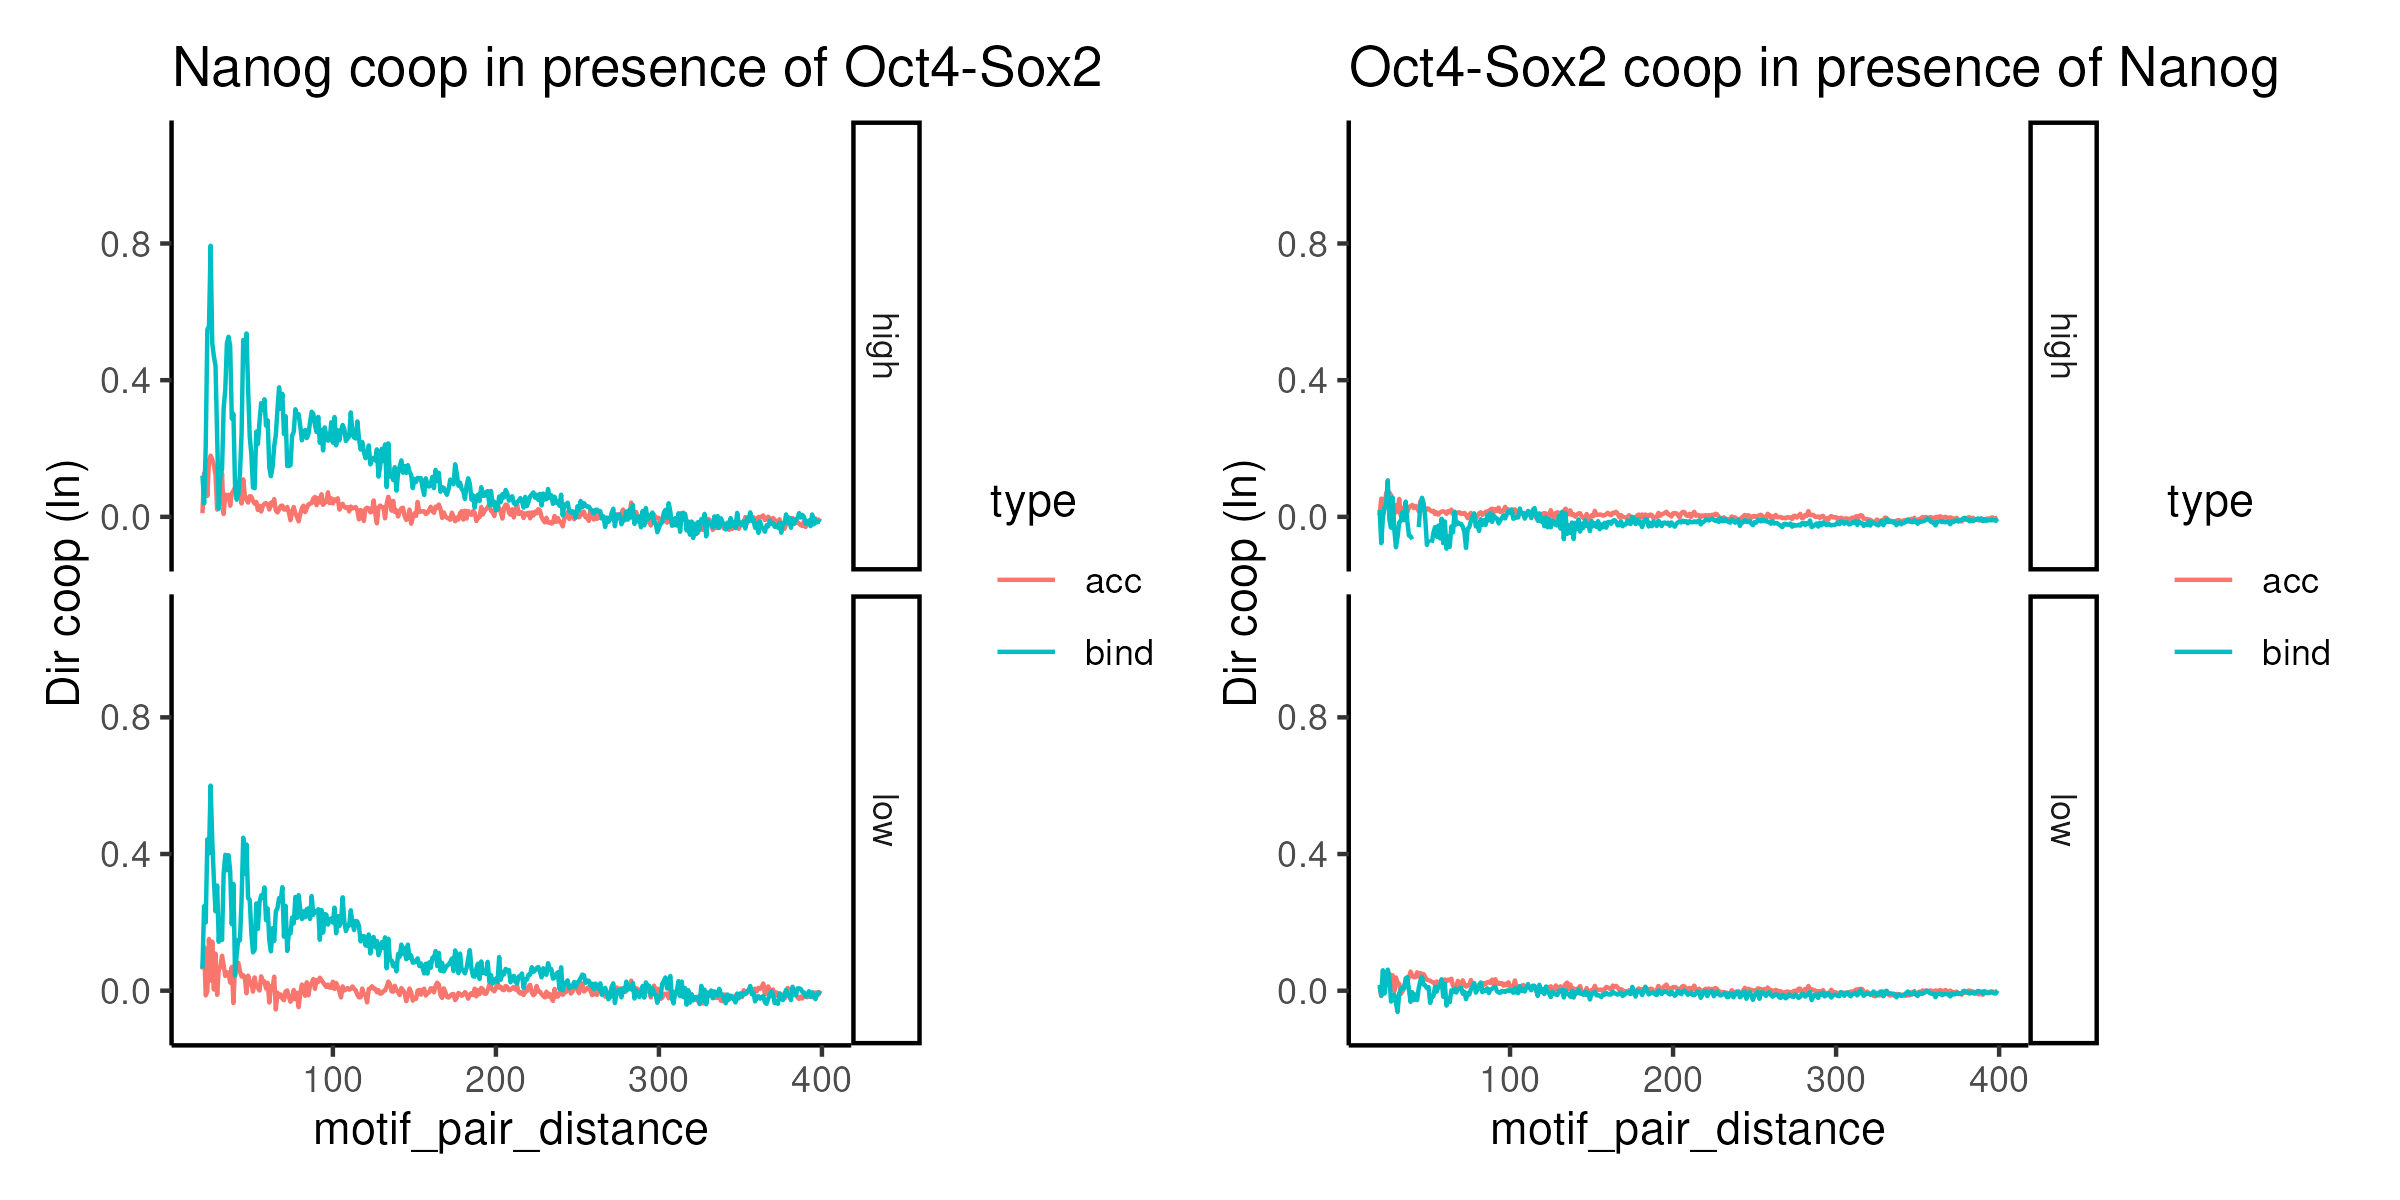 Nanog coop in presence of Oct4-Sox2
Dir coop (ln)
0.8
0.4
0.0
high
0.8
0.4
0.0
low
100
200
300
400
motif_pair_distance
type
acc
bind
Oct4-Sox2 coop in presence of Nanog
Dir coop (ln)
0.8
0.4
0.0
high
0.8
0.4
0.0
low
100
200
300
400
motif_pair_distance
type
acc
bind